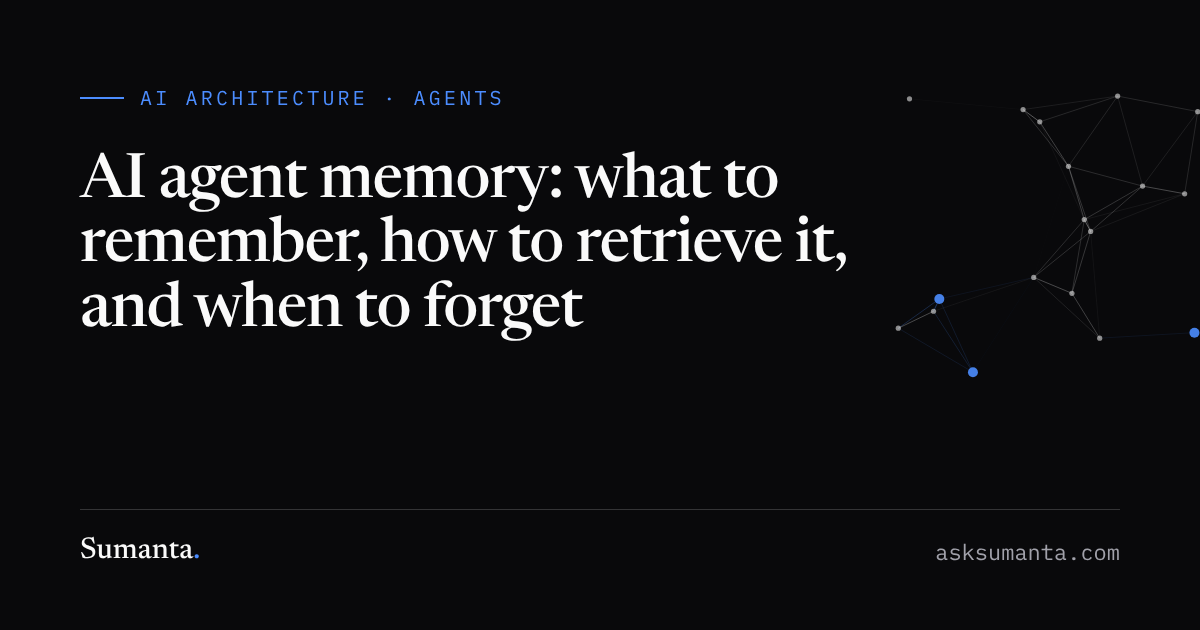 AI ARCHITECTURE · AGENTS
AI agent memory: what to
remember, how to retrieve it,
and when to forget
Sumanta.
asksumanta.com